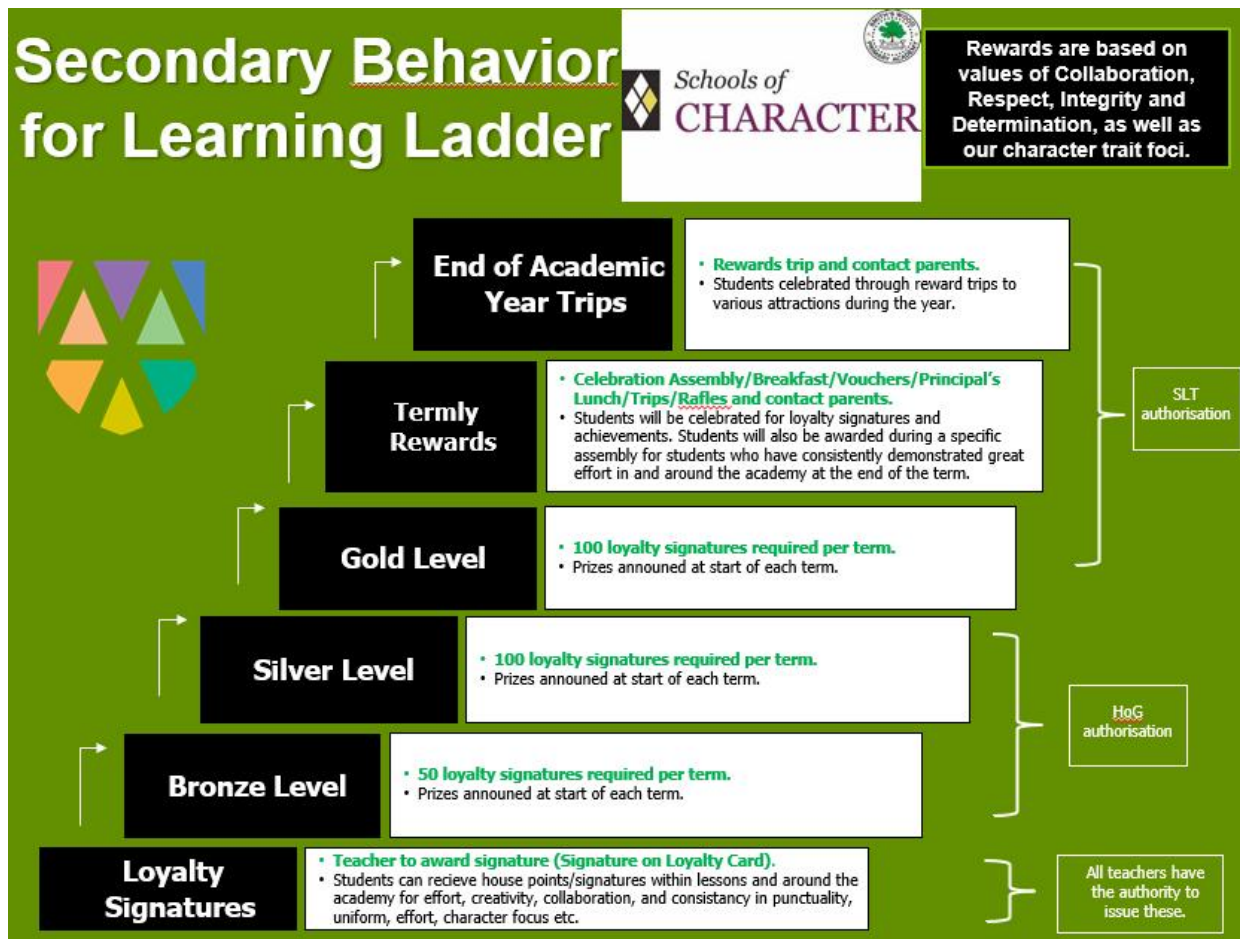 Secondary Behavior
for Learning Ladder
Schools of
CHARACTER
Rewards are based on
values of Collaboration,
Respect, Integrity and
Determination, as well as
our character trait foci.
End of Academic
Year Trips
• Rewards trip and contact parents.
• Students celebrated through reward trips to
various attractions during the year.
Termly
Rewards
• Celebration Assembly/Breakfast/Vouchers/Principal's
Lunch/Trips/Rafles and contact parents.
• Students will be celebrated for loyalty signatures and
achievements. Students will also be awarded during a specific
assembly for students who have consistently demonstrated great
effort in and around the academy at the end of the term.
SLT
authorisation
Gold Level
• 100 loyalty signatures required per term.
• Prizes announed at start of each term.
Silver Level
• 100 loyalty signatures required per term.
• Prizes announed at start of each term.
HoG
authorisation
Bronze Level
• 50 loyalty signatures required per term.
• Prizes announed at start of each term.
Loyalty
Signatures
• Teacher to award signature (Signature on Loyalty Card).
• Students can recieve house points/signatures within lessons and around the
academy for effort, creativity, collaboration, and consistancy in punctuality,
uniform, effort, character focus etc.
All teachers have
the authority to
issue these.